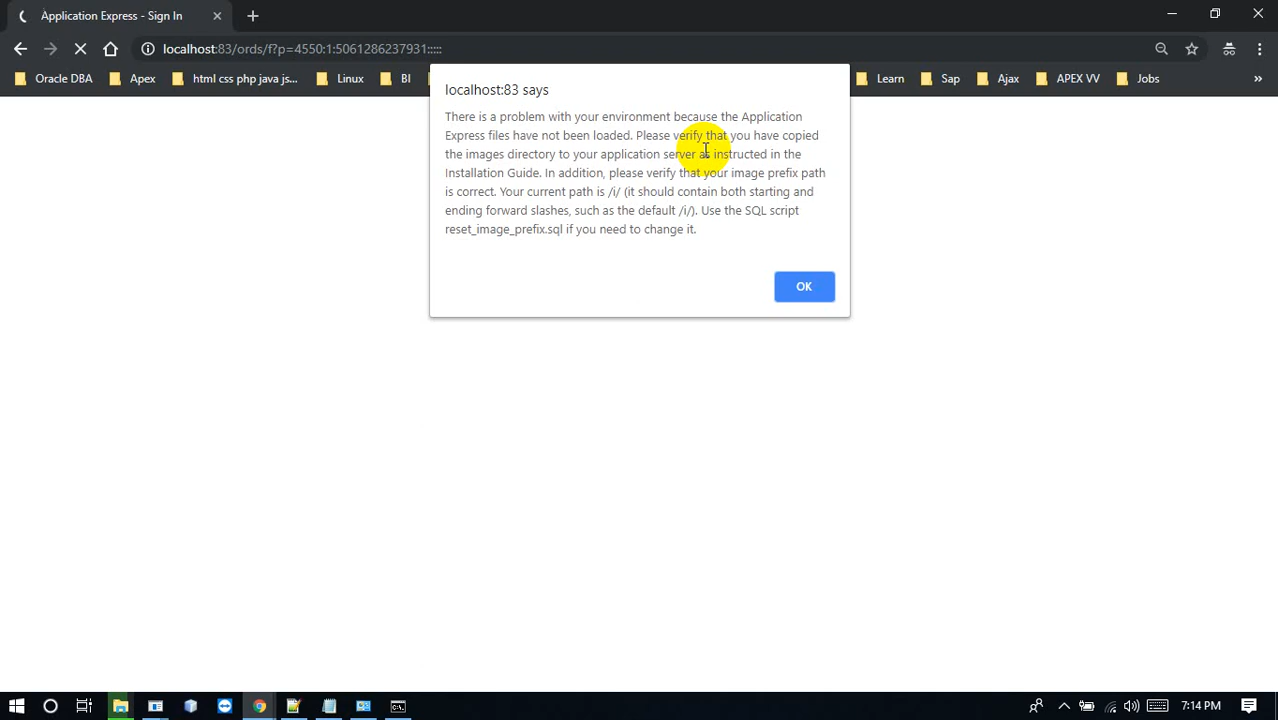 Application Express - Sign In
localhost:83/ords/f?p=4550:1:5061286237931:::::
Oracle DBA
Apex
html css php java js...
Linux
BI
Learn
Sap
Ajax
APEX VV
Jobs
»
localhost:83 says
There is a problem with your environment because the Application
Express files have not been loaded. Please verify that you have copied
the images directory to your application server as instructed in the
Installation Guide. In addition, please verify that your image prefix path
is correct. Your current path is /i/ (it should contain both starting and
ending forward slashes, such as the default /i/). Use the SQL script
reset_image_prefix.sql if you need to change it.
OK
7:14 PM